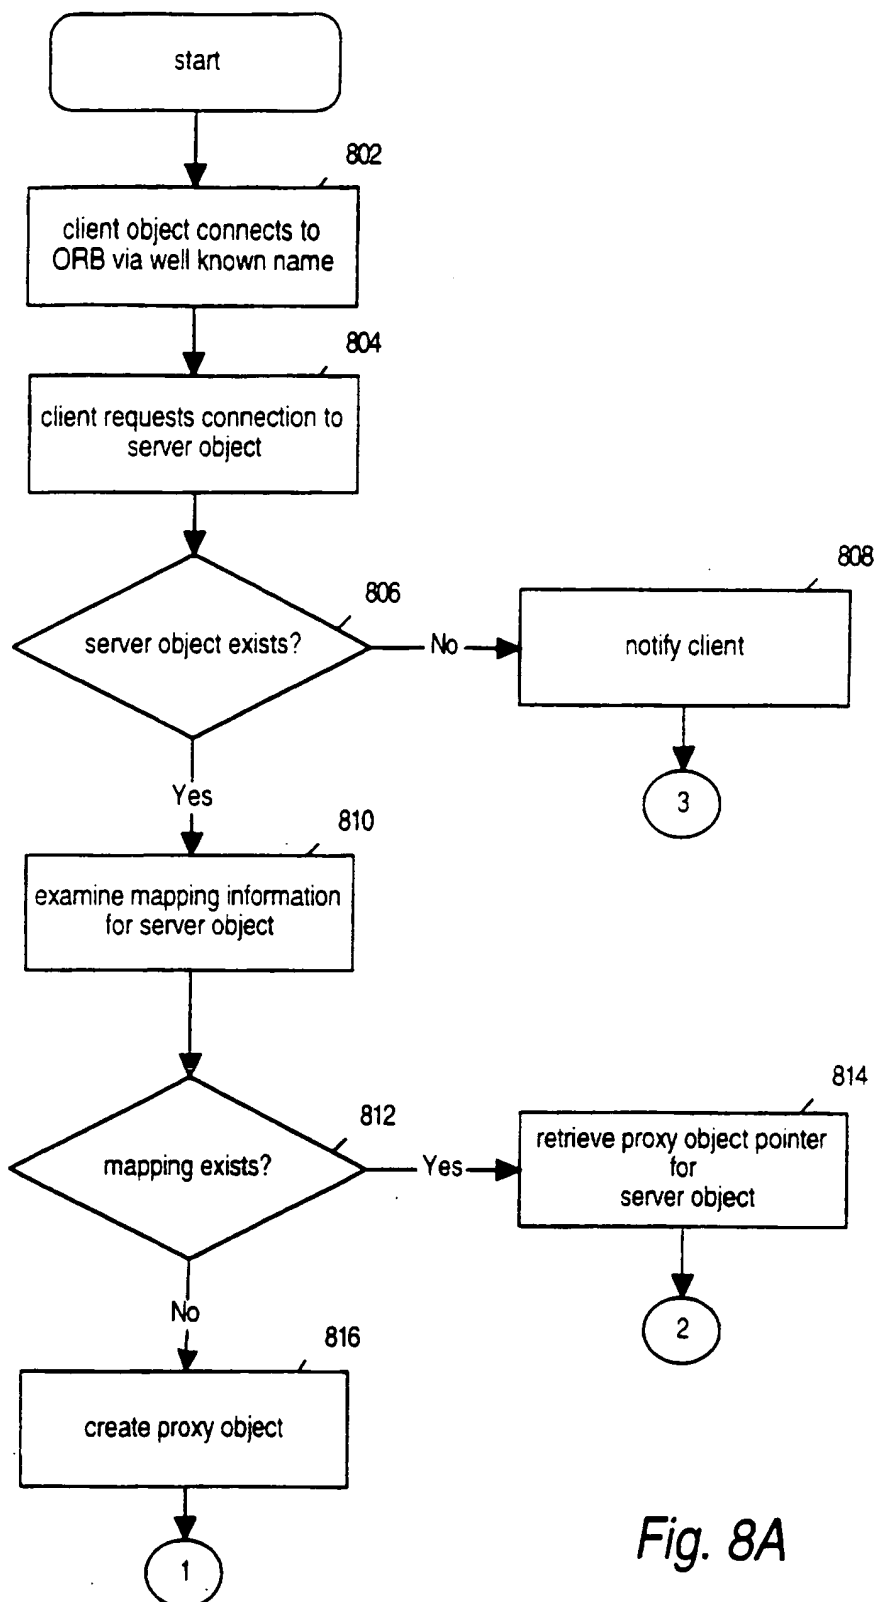 start
802
client object connects to
ORB via well known name
804
client requests connection to
server object
806
server object exists?
No
808
notify client
3
Yes
810
examine mapping information
for server object
812
mapping exists?
Yes
814
retrieve proxy object pointer
for
server object
2
No
816
create proxy object
1
Fig. 8A